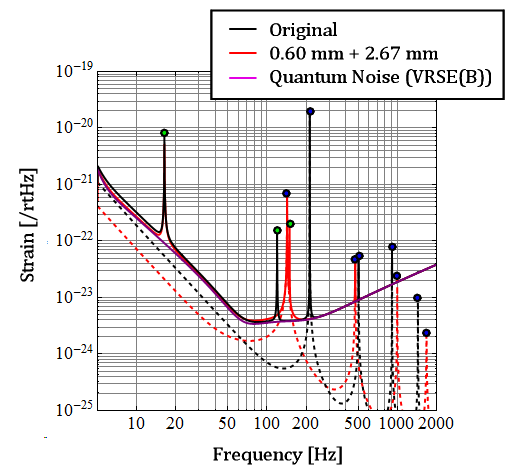 Original
0.60 mm + 2.67 mm
Quantum Noise (VRSE(B))
10−19
10−20
10−21
10−22
10−23
10−24
10−25
Strain [/rtHz]
10 20 50 100 200 500 1000 2000
Frequency [Hz]